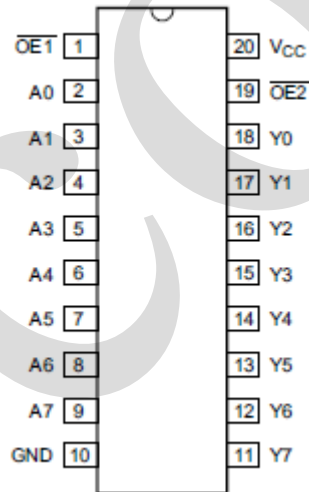 OE1 1 20 VCC
A0 2 19 OE2
A1 3 18 Y0
A2 4 17 Y1
A3 5 16 Y2
A4 6 15 Y3
A5 7 14 Y4
A6 8 13 Y5
A7 9 12 Y6
GND 10 11 Y7